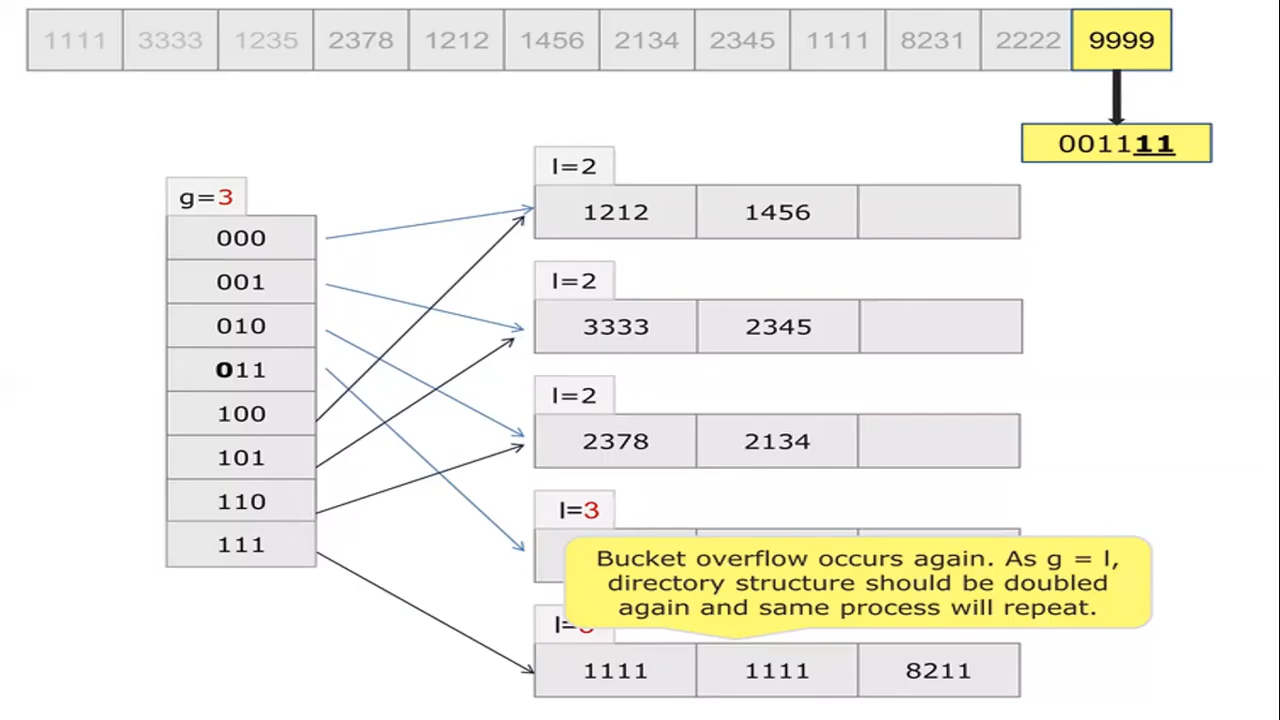 1111 3333 1235 2378 1212 1456 2134 2345 1111 8231 2222 9999
001111
l=2
g=3
1212 1456
000
001
l=2
010
3333 2345
011
l=2
100
2378 2134
101
110
l=3
111
Bucket overflow occurs again. As g = l,
directory structure should be doubled
again and same process will repeat.
1111 1111 8211